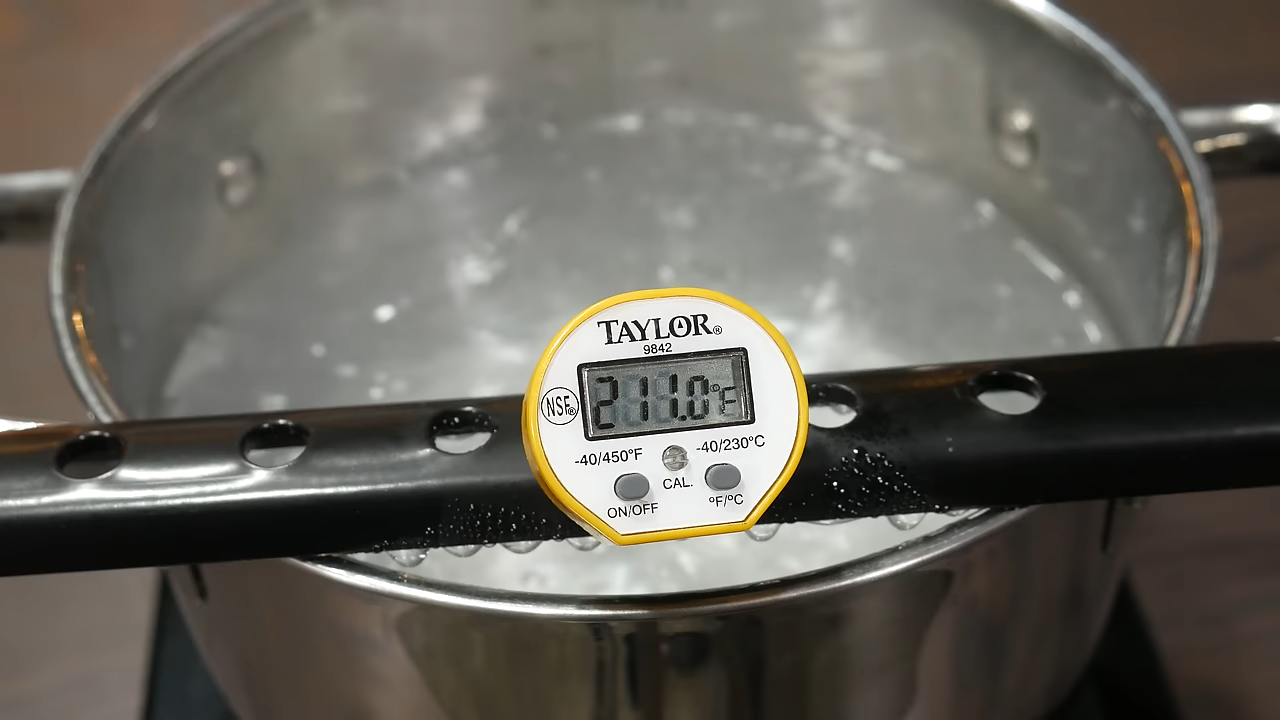 TAYLOR®
9842
211.0°F
NSF®
-40/450°F
-40/230°C
CAL.
ON/OFF
°F/°C